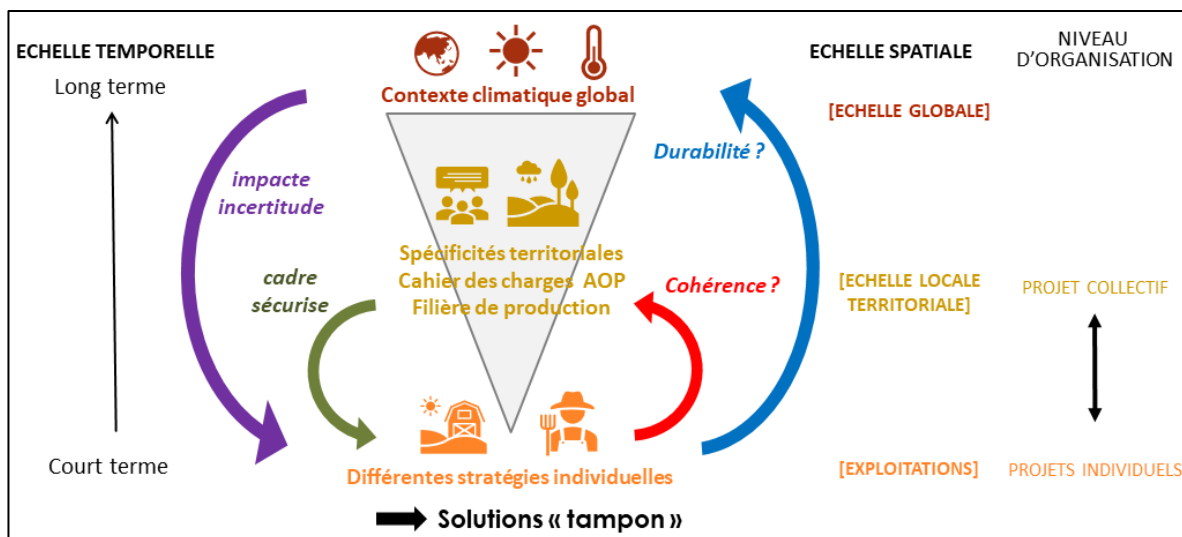 ECHELLE TEMPORELLE
Long terme
Court terme
impacte
incertitude
cadre
sécurise
Contexte climatique global
Spécificités territoriales
Cahier des charges AOP
Filière de production
Différentes stratégies individuelles
Solutions « tampon »
Durabilité ?
Cohérence ?
ECHELLE SPATIALE
[ECHELLE GLOBALE]
[ECHELLE LOCALE
TERRITORIALE]
[EXPLOITATIONS]
NIVEAU
D'ORGANISATION
PROJET COLLECTIF
PROJETS INDIVIDUELS